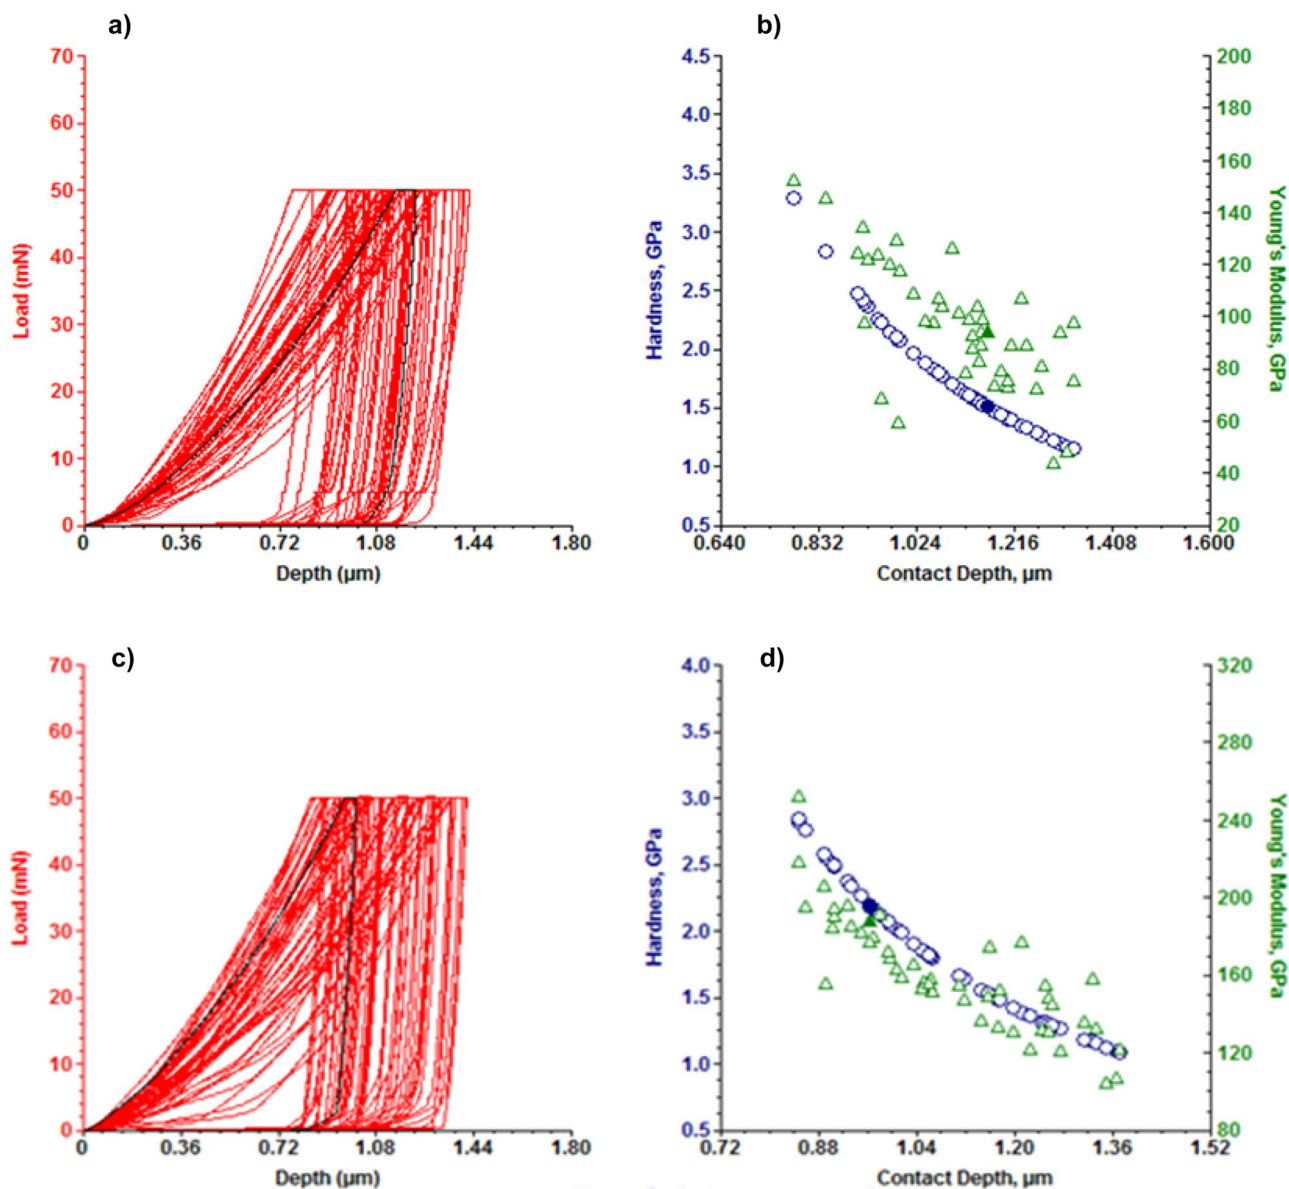 a)
70
60
50
40
30
20
10
0
Load (mN)
0 0.36 0.72 1.08 1.44 1.80
Depth (µm)
b)
4.5
4.0
3.5
3.0
2.5
2.0
1.5
1.0
0.5
Hardness, GPa
200
180
160
140
120
100
80
60
40
20
Young's Modulus, GPa
0.640 0.832 1.024 1.216 1.408 1.600
Contact Depth, µm
c)
70
60
50
40
30
20
10
0
Load (mN)
0 0.36 0.72 1.08 1.44 1.80
Depth (µm)
d)
4.0
3.5
3.0
2.5
2.0
1.5
1.0
0.5
Hardness, GPa
320
280
240
200
160
120
80
Young's Modulus, GPa
0.72 0.88 1.04 1.20 1.36 1.52
Contact Depth, µm